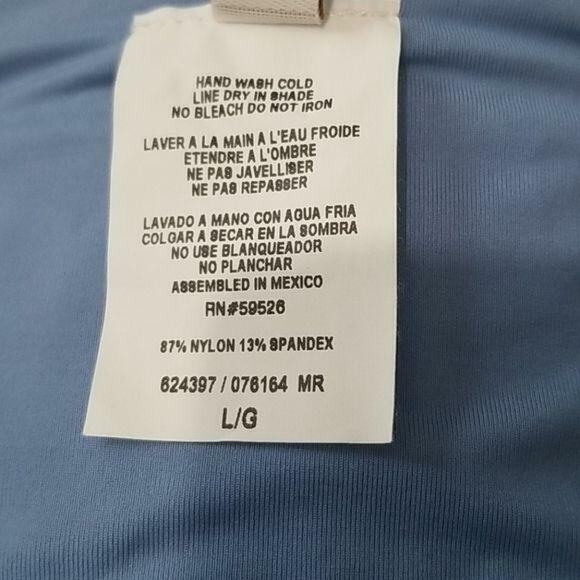 HAND WASH COLD
LINE DRY IN SHADE
NO BLEACH DO NOT IRON
LAVER A LA MAIN A L'EAU FROIDE
ETENDRE A L'OMBRE
NE PAS JAVELLISER
NE PAS REPASSER
LAVADO A MANO CON AGUA FRIA
COLGAR A SECAR EN LA SOMBRA
NO USE BLANQUEADOR
NO PLANCHAR
ASSEMBLED IN MEXICO
RN#59526
87% NYLON 13% SPANDEX
624397 / 076164 MR
L/G